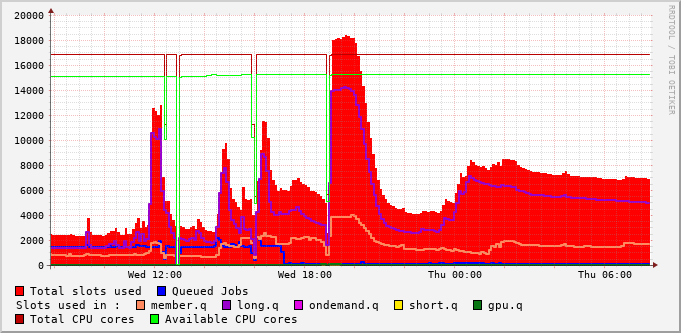 20000
18000
16000
14000
12000
10000
8000
6000
4000
2000
0
Wed 12:00 Wed 18:00 Thu 00:00 Thu 06:00
RRDTOOL / TOBI OETIKER
Total slots used Queued Jobs
Slots used in : member.q long.q ondemand.q short.q gpu.q
Total CPU cores Available CPU cores